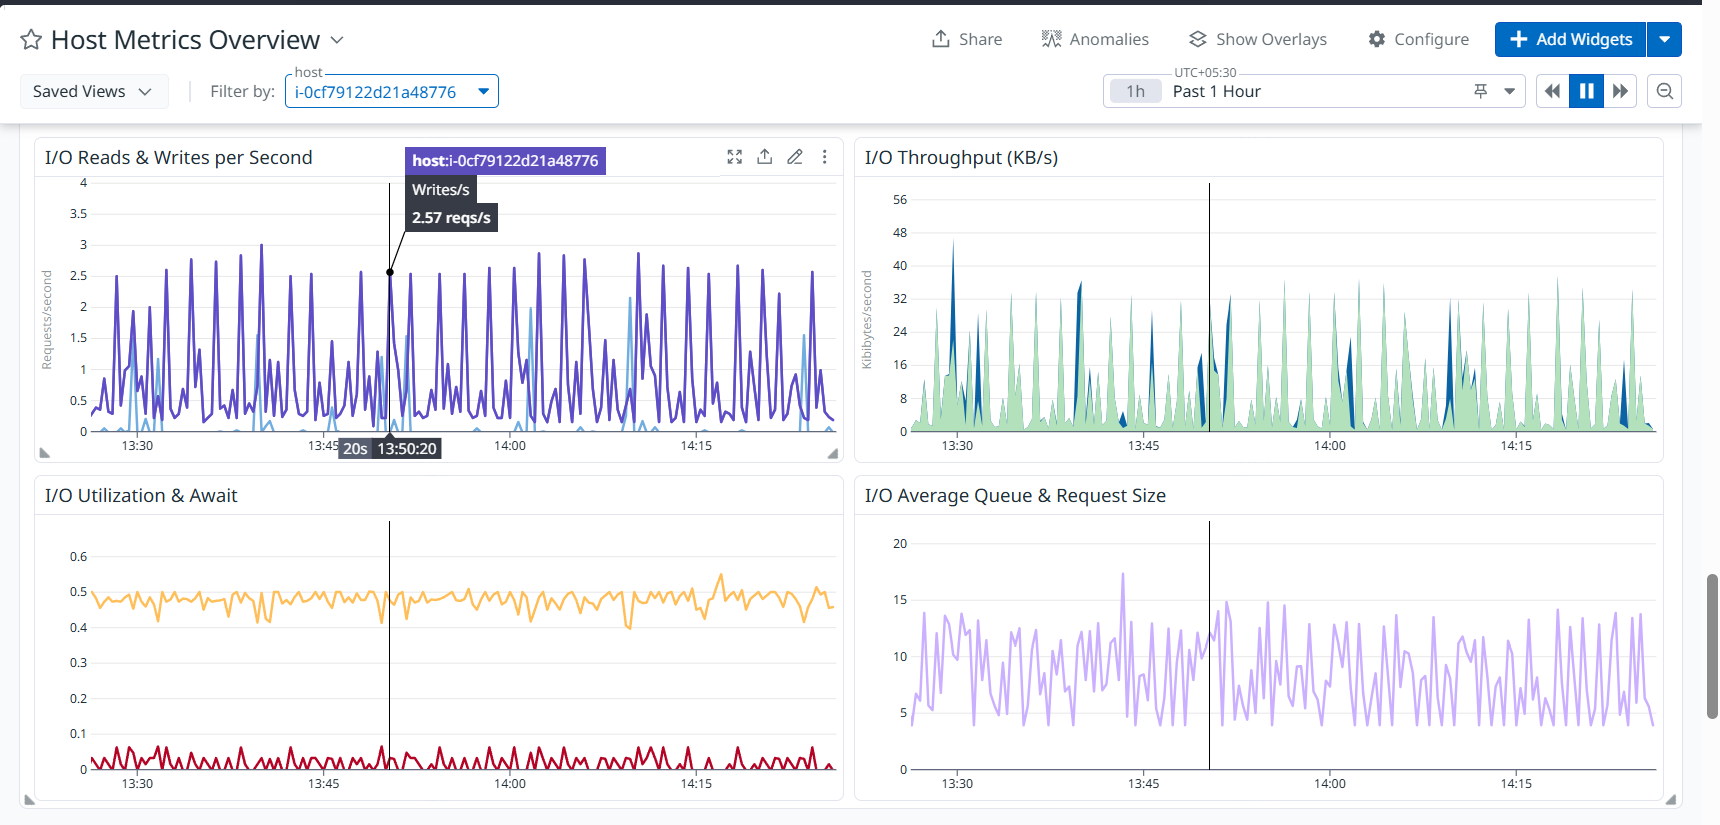 Host Metrics Overview
Share
Anomalies
Show Overlays
Configure
Add Widgets
Saved Views
Filter by:
host
i-0cf79122d21a48776
UTC+05:30
1h
Past 1 Hour
I/O Reads & Writes per Second
host:i-0cf79122d21a48776
Writes/s
2.57 reqs/s
Requests/second
4
3.5
3
2.5
2
1.5
1
0.5
0
13:30
13:45
20s 13:50:20
14:00
14:15
I/O Throughput (KB/s)
Kibibytes/second
56
48
40
32
24
16
8
0
13:30
13:45
14:00
14:15
I/O Utilization & Await
0.6
0.5
0.4
0.3
0.2
0.1
0
13:30
13:45
14:00
14:15
I/O Average Queue & Request Size
20
15
10
5
0
13:30
13:45
14:00
14:15